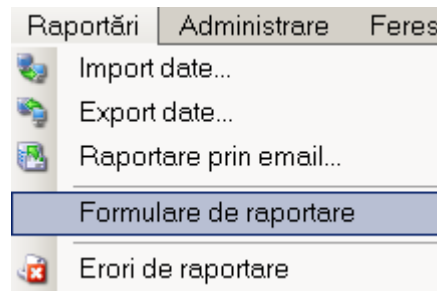 Raportări Administrare Feres
Import date...
Export date...
Raportare prin email...
Formulare de raportare
Erori de raportare